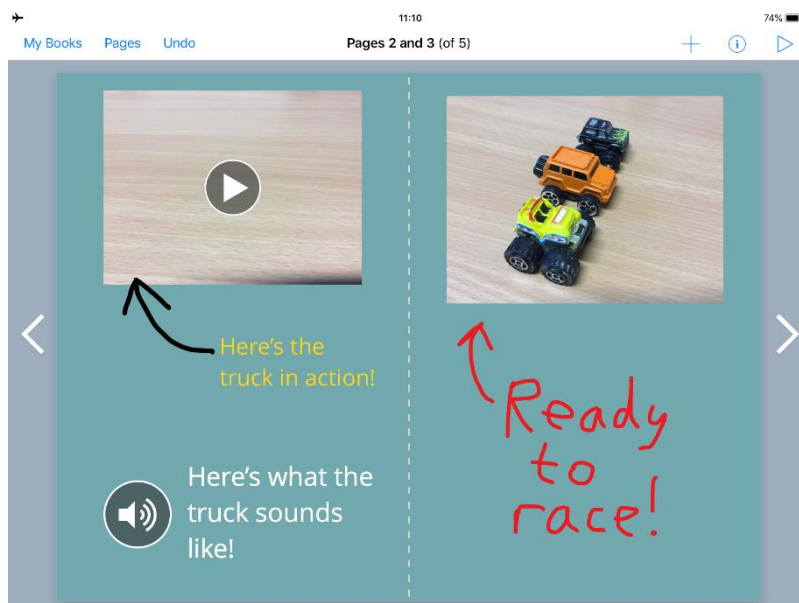 11:10
74%
My Books Pages Undo
Pages 2 and 3 (of 5)
Here's the
truck in action!
Here's what the
truck sounds
like!
Ready
to
race!